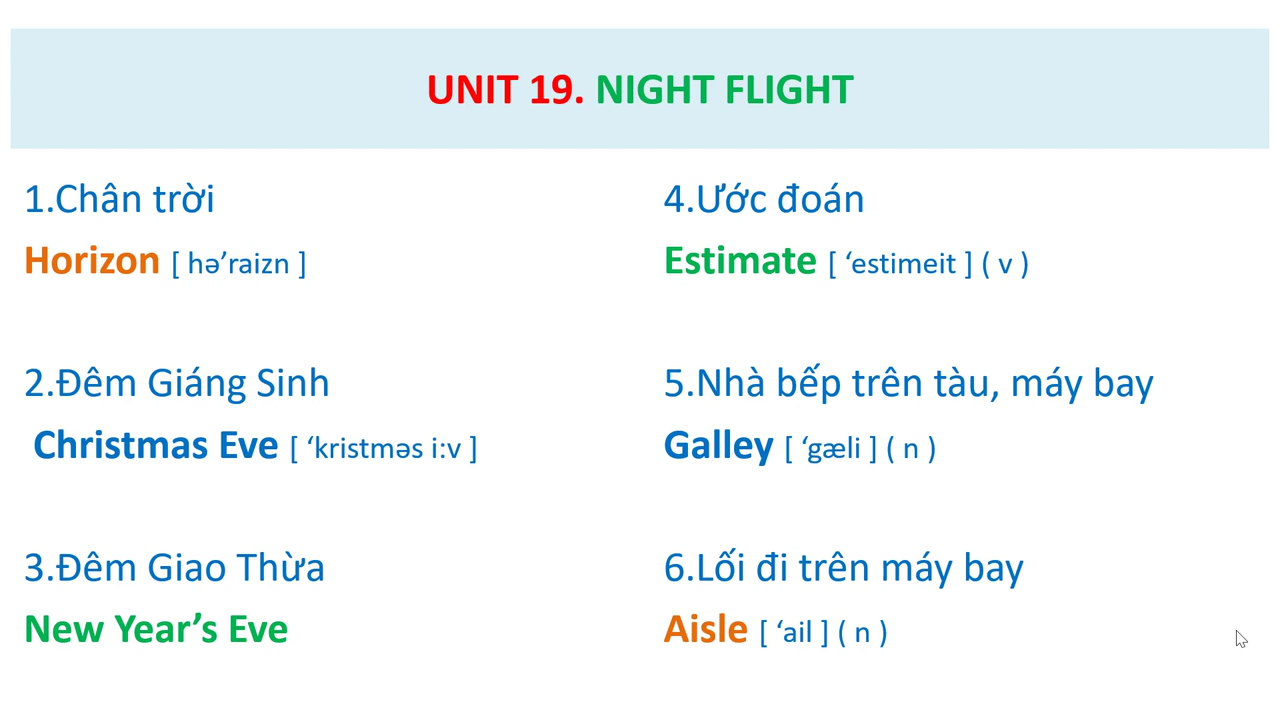 UNIT 19. NIGHT FLIGHT
1.Chân trời
Horizon [ hə’raizn ]
2.Đêm Giáng Sinh
Christmas Eve [ ‘kristməs i:v ]
3.Đêm Giao Thừa
New Year’s Eve
4.Ước đoán
Estimate [ ‘estimeit ] ( v )
5.Nhà bếp trên tàu, máy bay
Galley [ ‘gæli ] ( n )
6.Lối đi trên máy bay
Aisle [ ‘ail ] ( n )